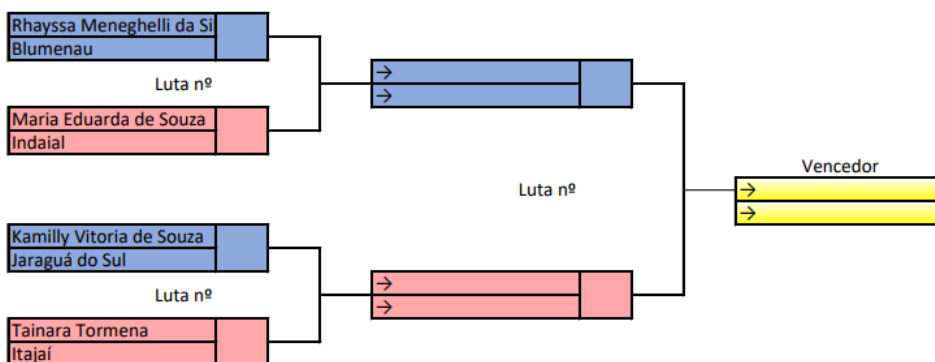 Rhayssa Meneghelli da Si
Blumenau
Luta nº
Maria Eduarda de Souza
Indaial
→
→
Luta nº
Vencedor
→
→
Kamilly Vitoria de Souza
Jaraguá do Sul
Luta nº
Tainara Tormena
Itajaí
→
→